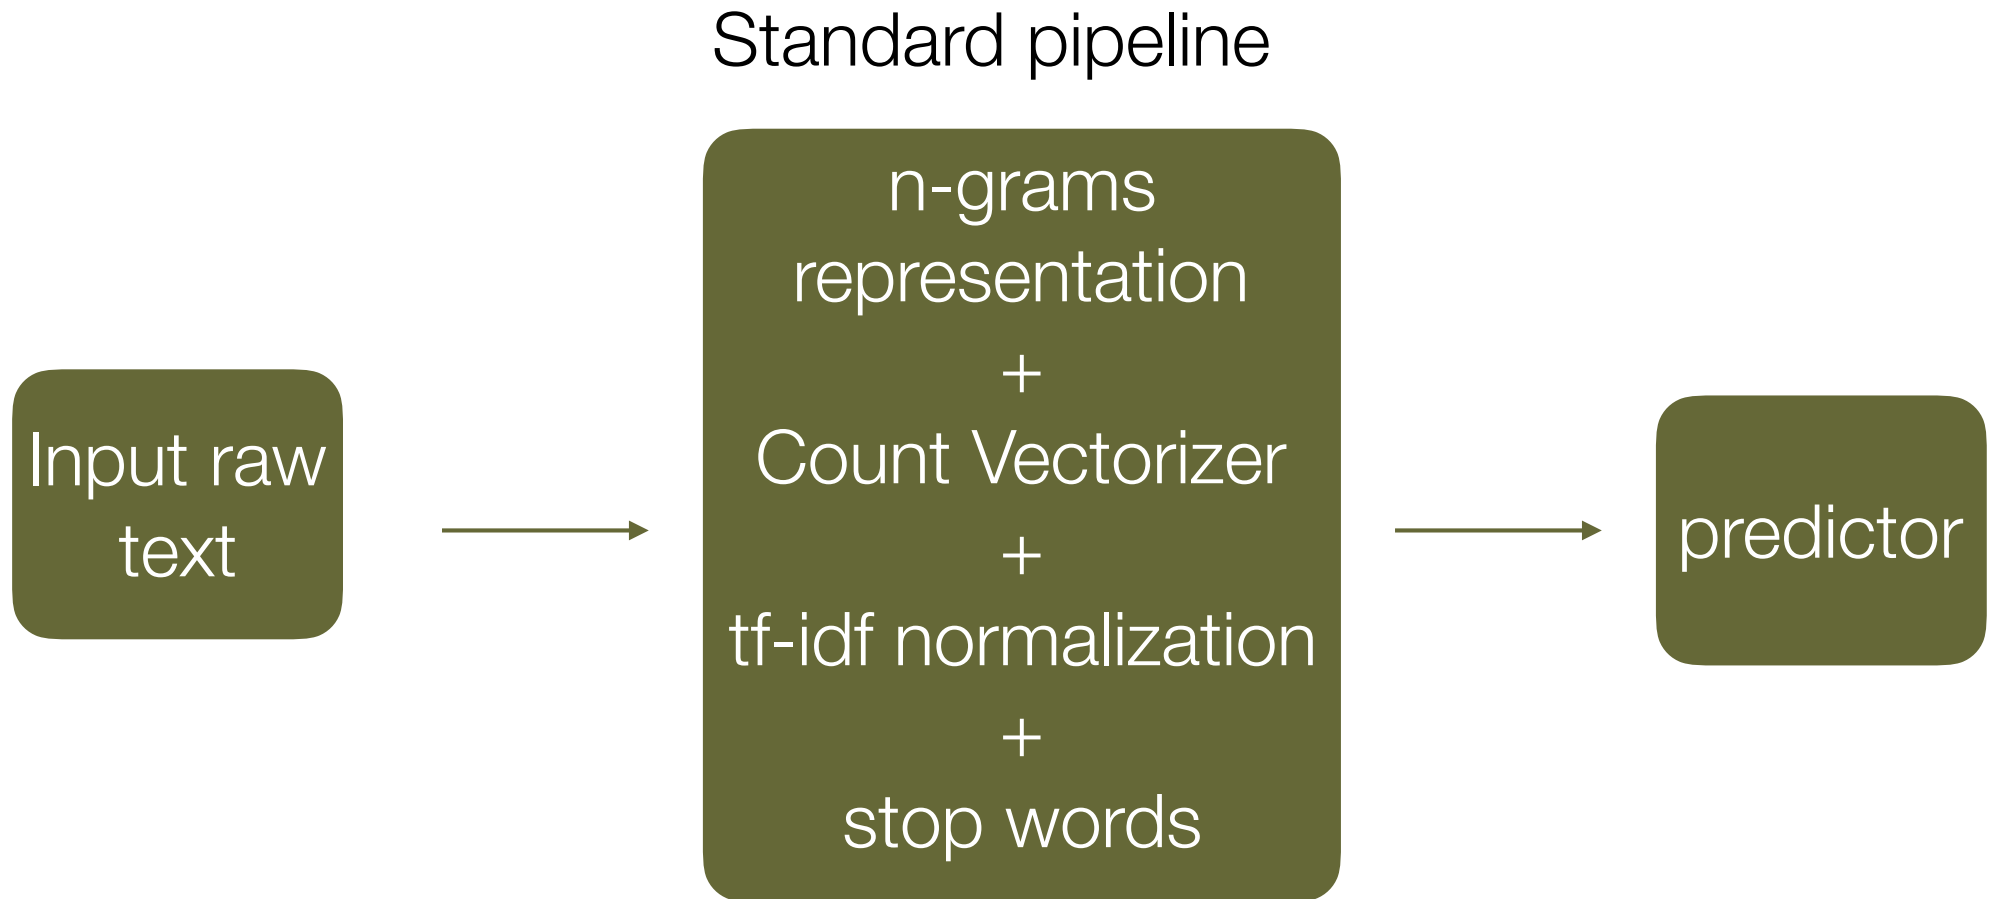 Standard pipeline
Input raw
text
n-grams
representation
+
Count Vectorizer
+
tf-idf normalization
+
stop words
predictor